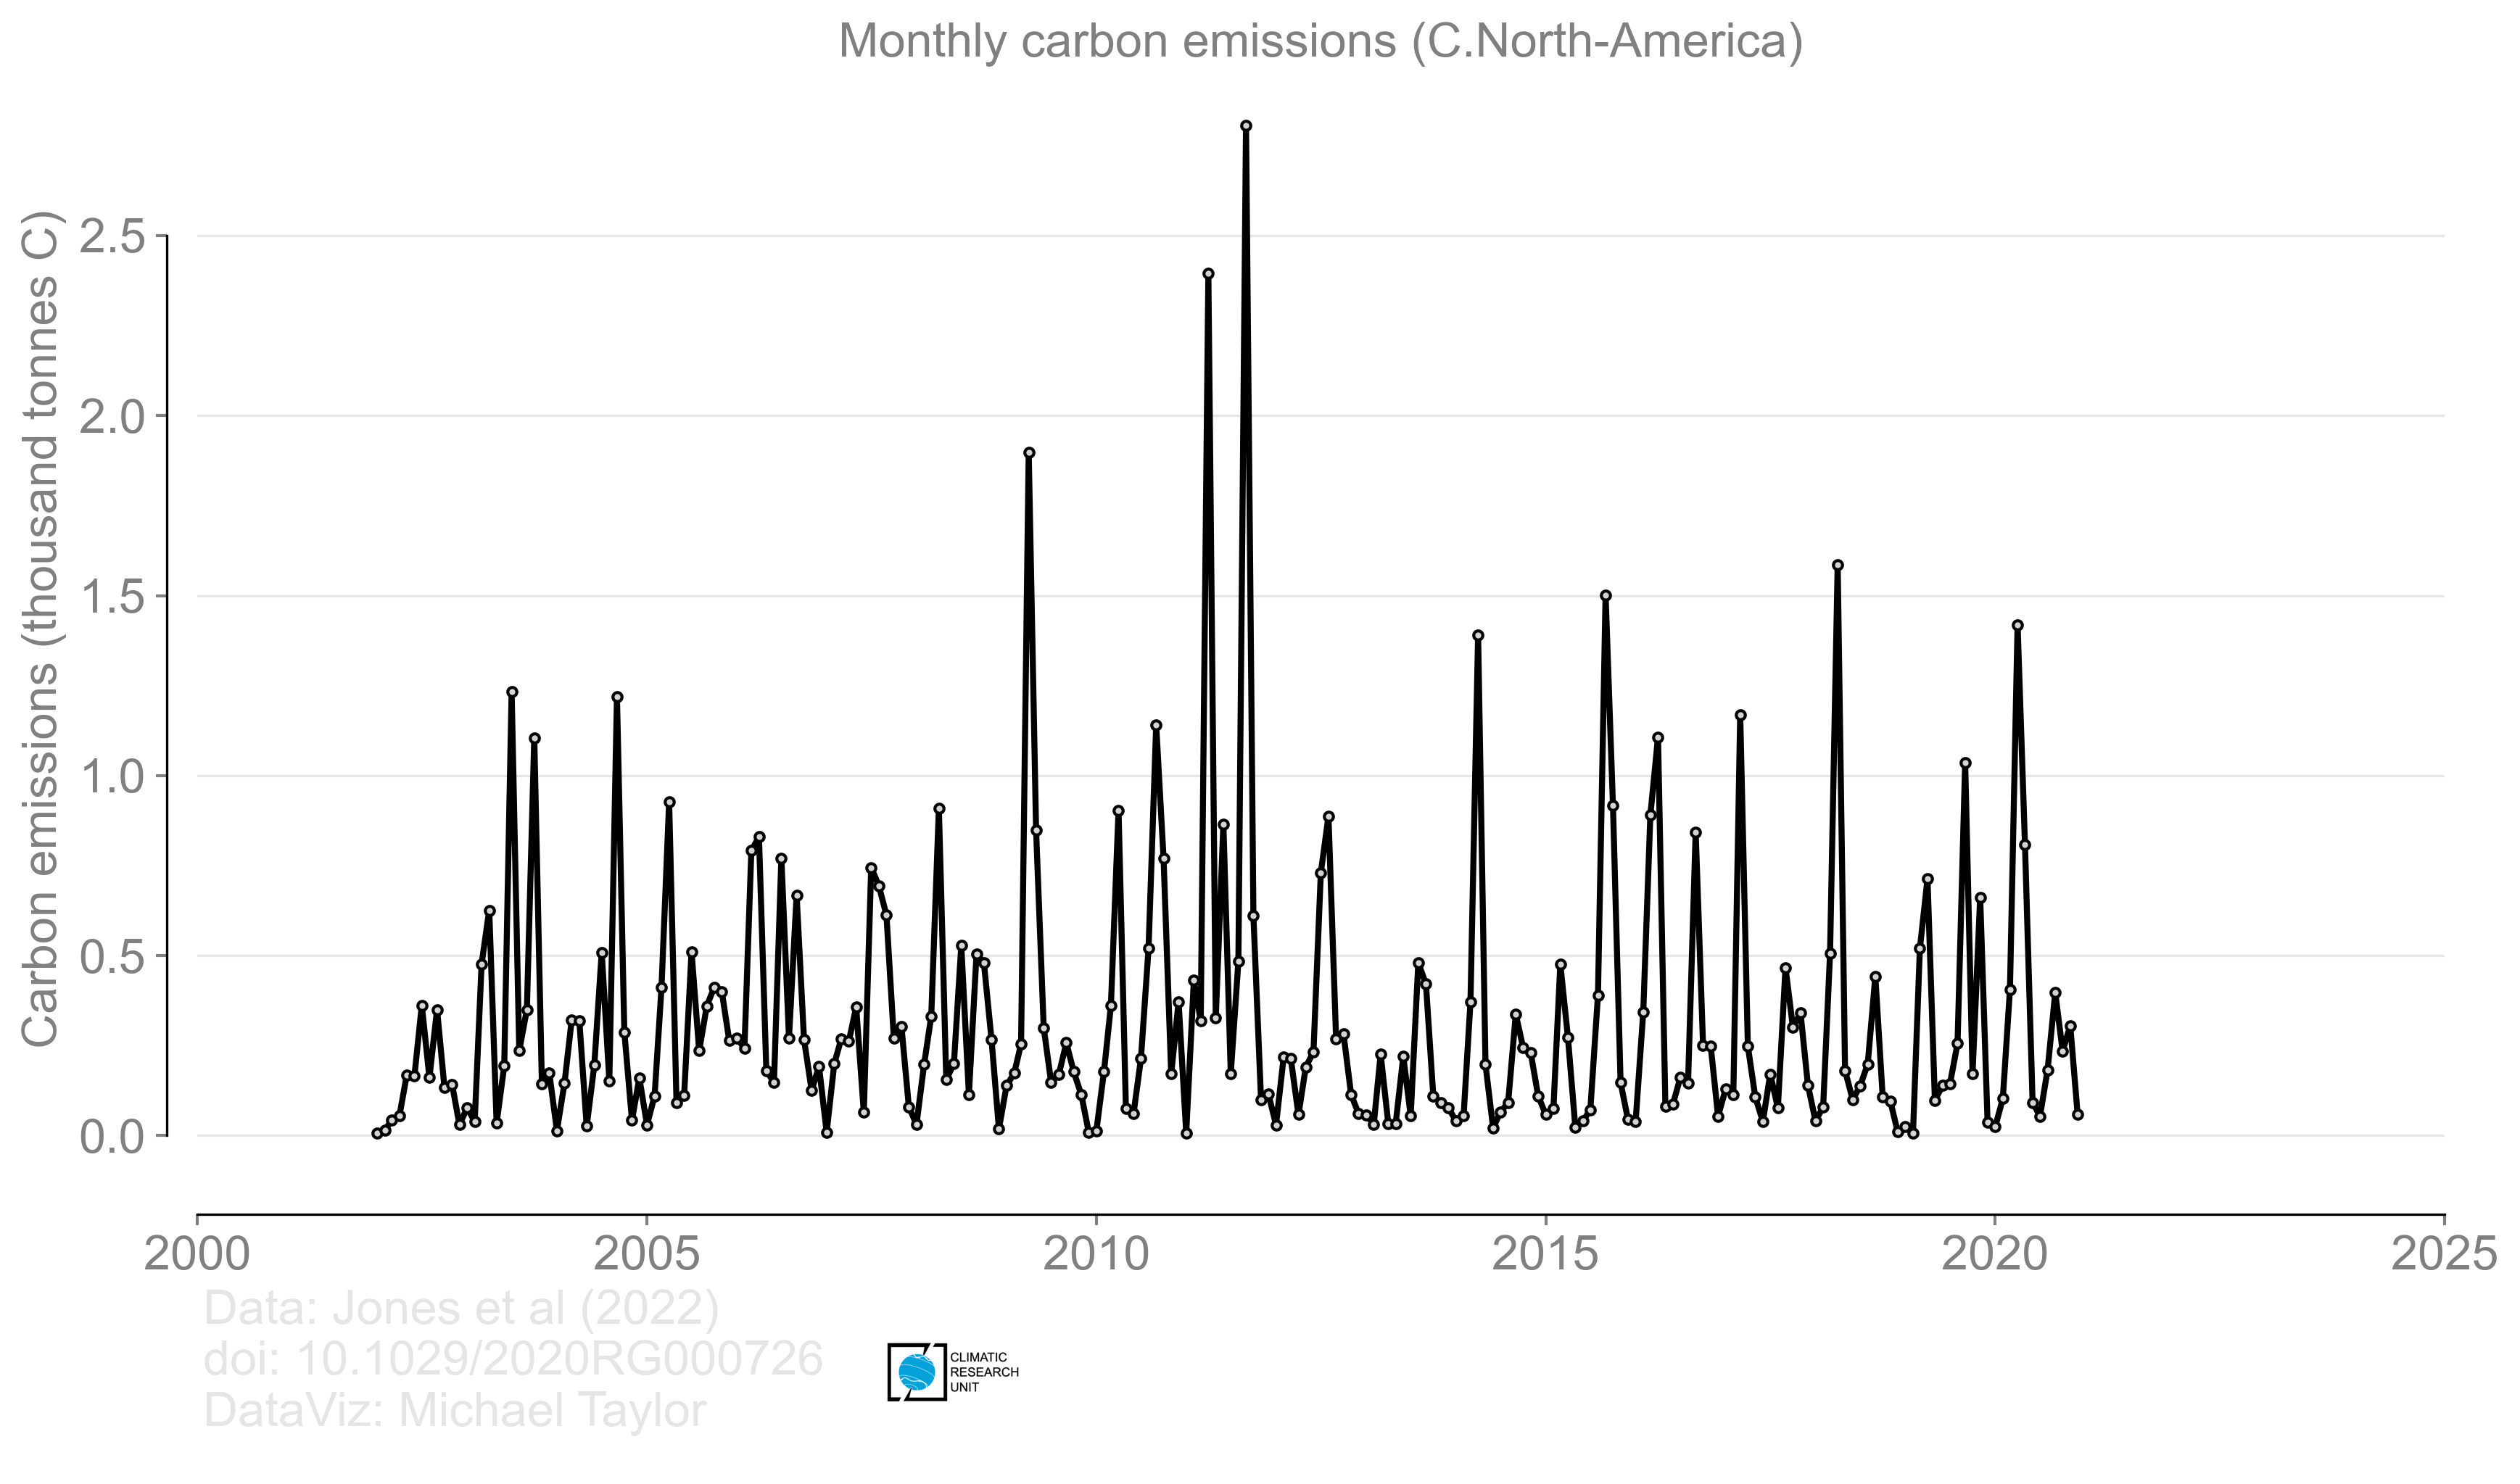 Monthly carbon emissions (C.North-America)
Carbon emissions (thousand tonnes C)
2.5
2.0
1.5
1.0
0.5
0.0
2000 2005 2010 2015 2020 2025
Data: Jones et al (2022)
doi: 10.1029/2020RG000726
DataViz: Michael Taylor
CLIMATIC
RESEARCH
UNIT